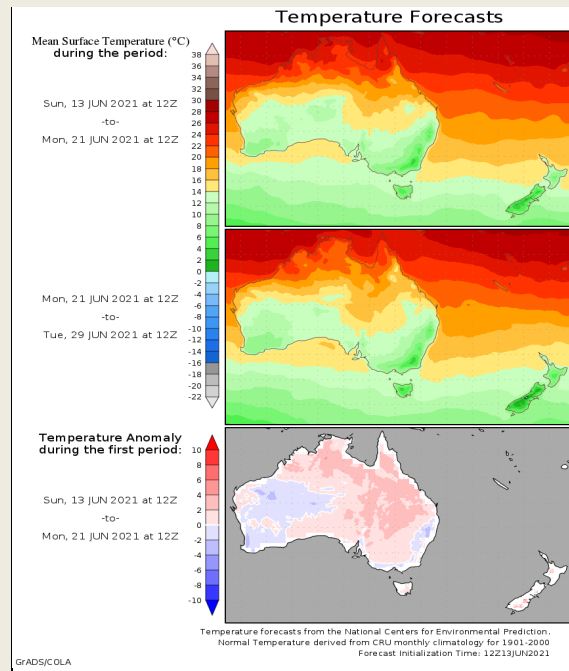 Temperature Forecasts
Mean Surface Temperature (°C)
during the period:
Sun, 13 JUN 2021 at 12Z
-to-
Mon, 21 JUN 2021 at 12Z
38
36
34
32
30
28
26
24
22
20
18
16
14
12
10
8
6
4
2
0
-2
-4
-6
-8
-10
-12
-14
-16
-18
-20
-22
Mon, 21 JUN 2021 at 12Z
-to-
Tue, 29 JUN 2021 at 12Z
Temperature Anomaly
during the first period:
Sun, 13 JUN 2021 at 12Z
-to-
Mon, 21 JUN 2021 at 12Z
10
8
6
4
2
0
-2
-4
-6
-8
-10
Temperature forecasts from the National Centers for Environmental Prediction.
Normal Temperature derived from CRU monthly climatology for 1901-2000
Forecast Initialization Time: 12Z13JUN2021
GrADS/COLA